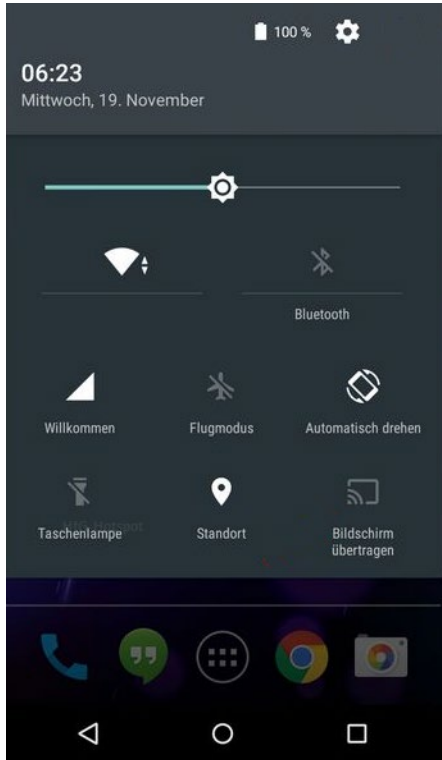 100 %
06:23
Mittwoch, 19. November
Bluetooth
Willkommen
Flugmodus
Automatisch drehen
Taschenlampe
Standort
Bildschirm
übertragen